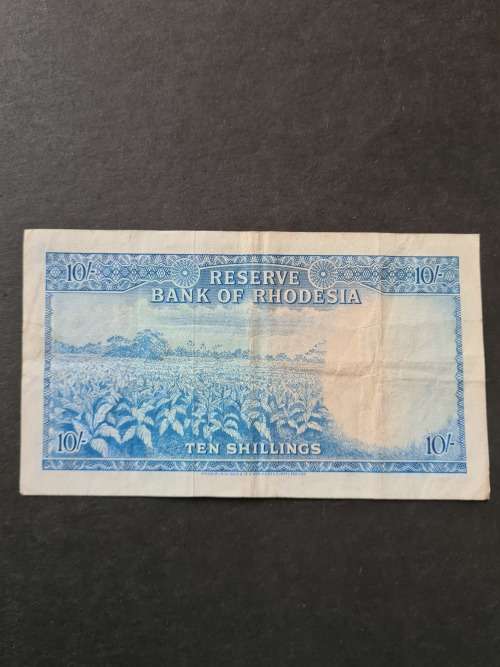 10/- RESERVE 10/-
BANK OF RHODESIA
10/- TEN SHILLINGS 10/-